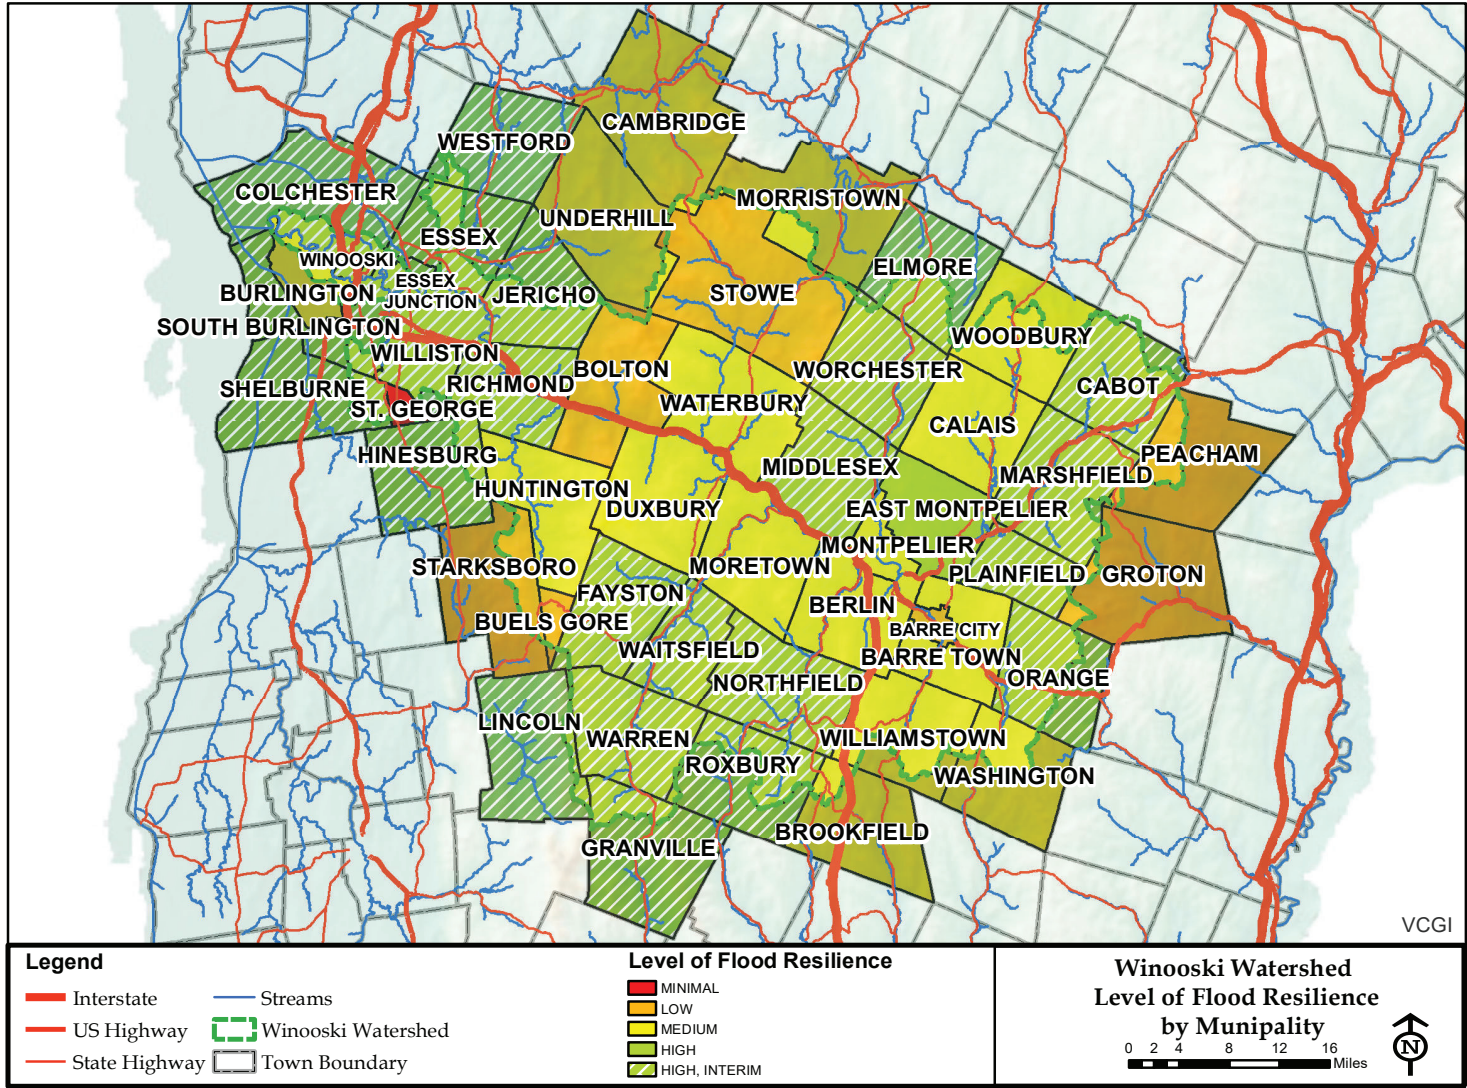 CAMBRIDGE
WESTFORD
COLCHESTER
MORRISTOWN
UNDERHILL
ESSEX
WINOOSKI
ELMORE
ESSEX
JUNCTION
BURLINGTON
JERICHO
STOWE
SOUTH BURLINGTON
WOODBURY
WILLISTON
BOLTON
WORCHESTER
RICHMOND
CABOT
SHELBURNE
ST. GEORGE
WATERBURY
CALAIS
HINESBURG
PEACHAM
MIDDLESEX
MARSHFIELD
HUNTINGTON
DUXBURY
EAST MONTPELIER
MONTPELIER
STARKSBORO
MORETOWN
PLAINFIELD
GROTON
FAYSTON
BERLIN
BUELS GORE
BARRE CITY
WAITSFIELD
BARRE TOWN
NORTHFIELD
ORANGE
LINCOLN
WARREN
WILLIAMSTOWN
ROXBURY
WASHINGTON
BROOKFIELD
GRANVILLE
VCGI
Legend
Interstate
US Highway
State Highway
Streams
Winooski Watershed
Town Boundary
Level of Flood Resilience
MINIMAL
LOW
MEDIUM
HIGH
HIGH, INTERIM
Winooski Watershed
Level of Flood Resilience
by Munipality
0 2 4 8 12 16
Miles
N